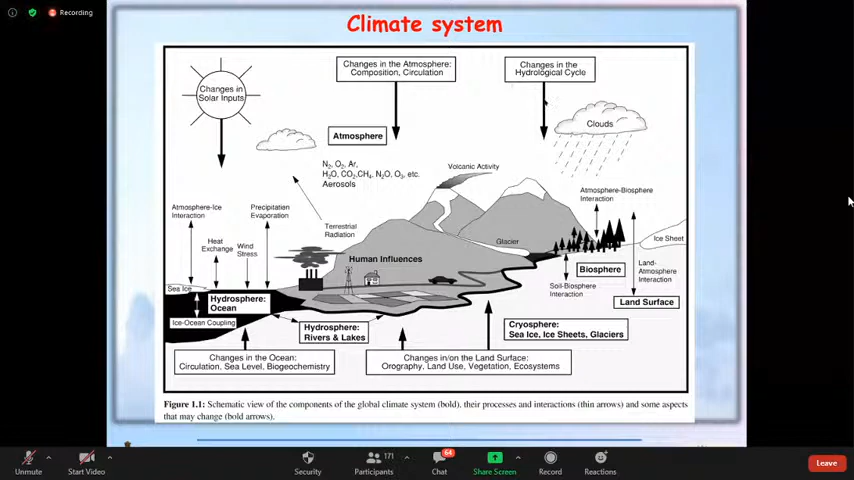 Recording
Climate system
Changes in
Solar Inputs
Changes in the Atmosphere:
Composition, Circulation
Changes in the
Hydrological Cycle
Clouds
Atmosphere
N2, O2, Ar,
H2O, CO2, CH4, N2O, O3, etc.
Aerosols
Volcanic Activity
Atmosphere-Biosphere
Interaction
Atmosphere-Ice
Interaction
Precipitation
Evaporation
Terrestrial
Radiation
Heat
Exchange
Wind
Stress
Human Influences
Glacier
Ice Sheet
Land-
Atmosphere
Interaction
Biosphere
Soil-Biosphere
Interaction
Land Surface
Sea Ice
Hydrosphere:
Ocean
Ice-Ocean Coupling
Hydrosphere:
Rivers & Lakes
Cryosphere:
Sea Ice, Ice Sheets, Glaciers
Changes in the Ocean:
Circulation, Sea Level, Biogeochemistry
Changes in/on the Land Surface:
Orography, Land Use, Vegetation, Ecosystems
Figure 1.1: Schematic view of the components of the global climate system (bold), their processes and interactions (thin arrows) and some aspects
that may change (bold arrows).
Unmute
Start Video
Security
171
Participants
64
Chat
Share Screen
Record
Reactions
Leave